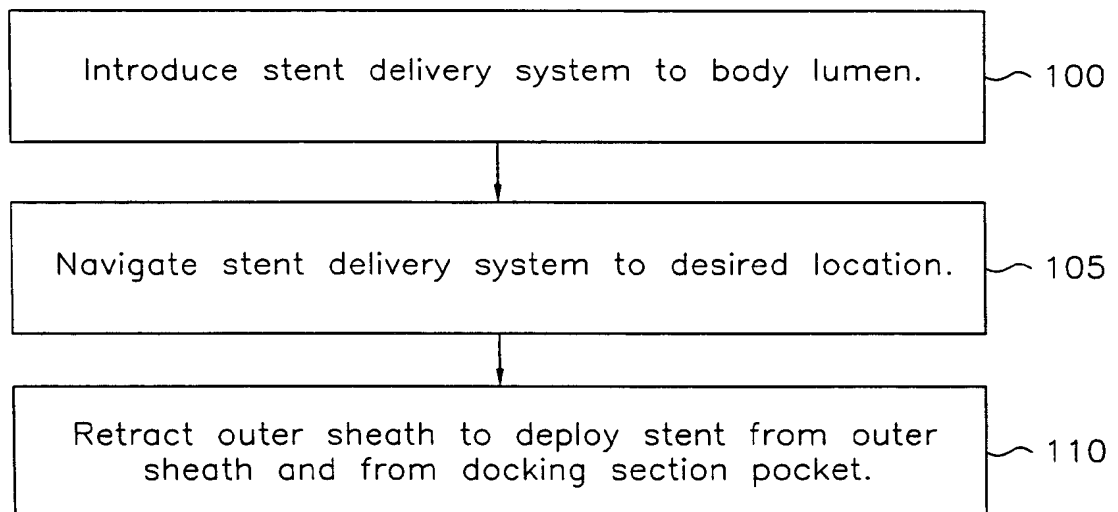 Introduce stent delivery system to body lumen.
100
Navigate stent delivery system to desired location.
105
Retract outer sheath to deploy stent from outer
sheath and from docking section pocket.
110